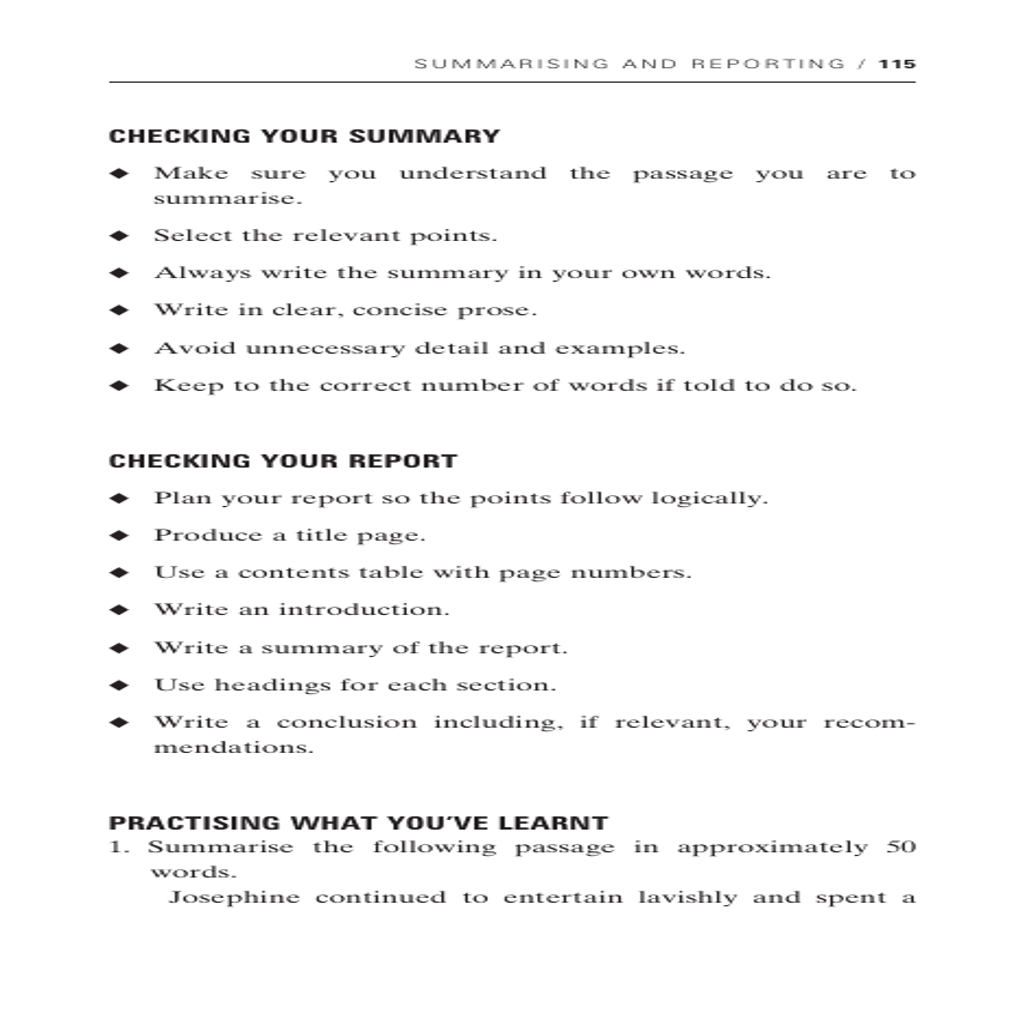 SUMMARISING AND REPORTING / 115
CHECKING YOUR SUMMARY
◆ Make sure you understand the passage you are to
summarise.
◆ Select the relevant points.
◆ Always write the summary in your own words.
◆ Write in clear, concise prose.
◆ Avoid unnecessary detail and examples.
◆ Keep to the correct number of words if told to do so.
CHECKING YOUR REPORT
◆ Plan your report so the points follow logically.
◆ Produce a title page.
◆ Use a contents table with page numbers.
◆ Write an introduction.
◆ Write a summary of the report.
◆ Use headings for each section.
◆ Write a conclusion including, if relevant, your recom-
mendations.
PRACTISING WHAT YOU'VE LEARNT
1. Summarise the following passage in approximately 50
words.
Josephine continued to entertain lavishly and spent a